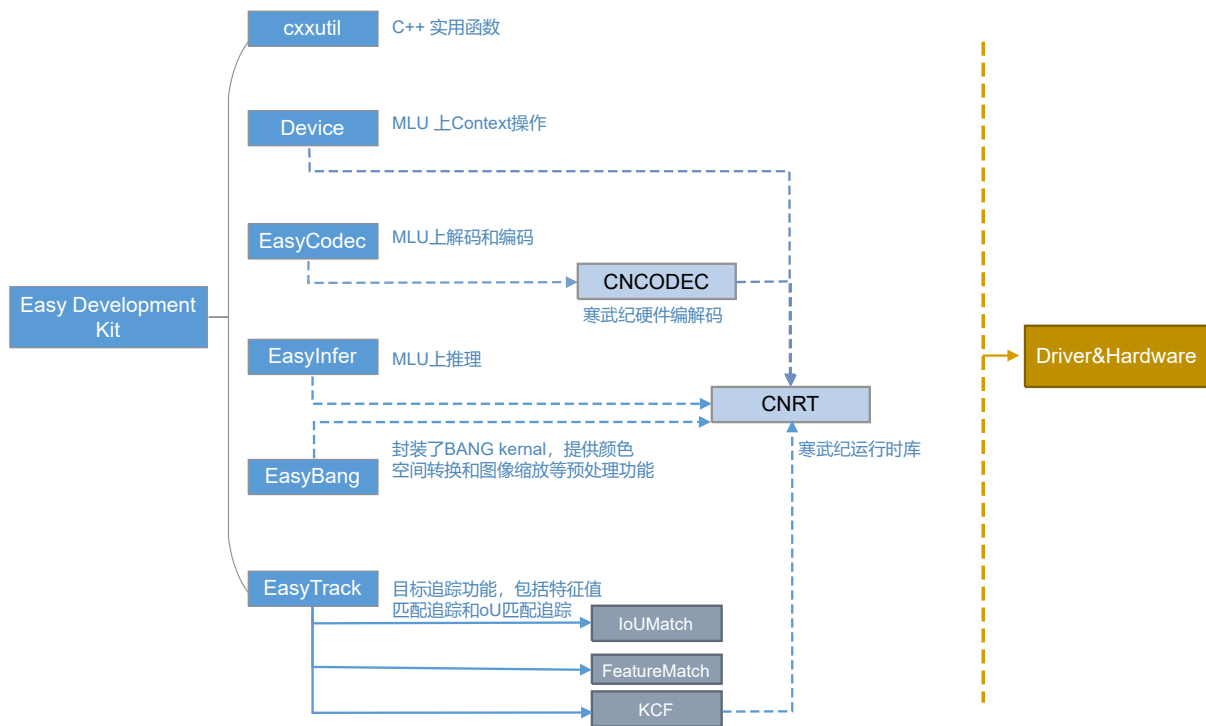 cxxutil
C++ 实用函数
Device
MLU 上Context操作
EasyCodec
MLU上解码和编码
CNCODEC
寒武纪硬件编解码
Easy Development
Kit
EasyInfer
MLU上推理
Driver&Hardware
CNRT
寒武纪运行时库
EasyBang
封装了BANG kernal，提供颜色
空间转换和图像缩放等预处理功能
EasyTrack
目标追踪功能，包括特征值
匹配追踪和oU匹配追踪
IoUMatch
FeatureMatch
KCF